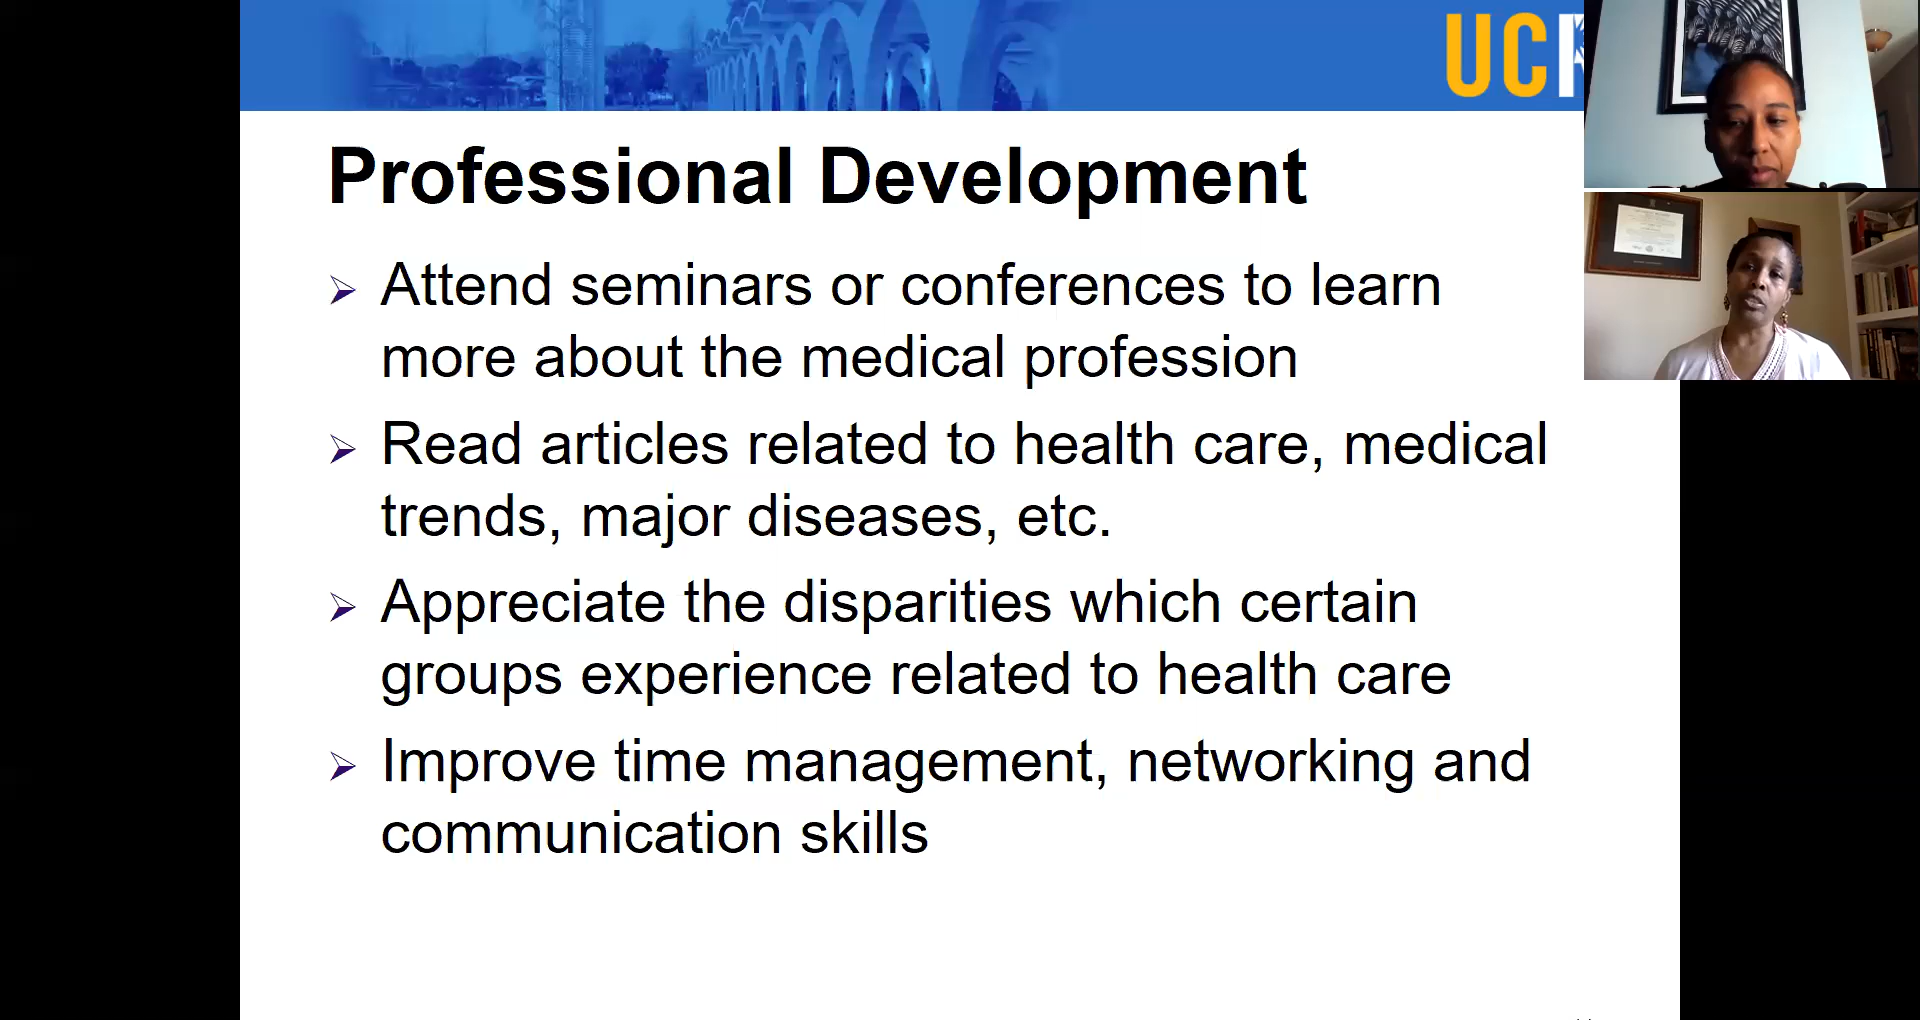 UC
Professional Development
Attend seminars or conferences to learn
more about the medical profession
Read articles related to health care, medical
trends, major diseases, etc.
Appreciate the disparities which certain
groups experience related to health care
Improve time management, networking and
communication skills